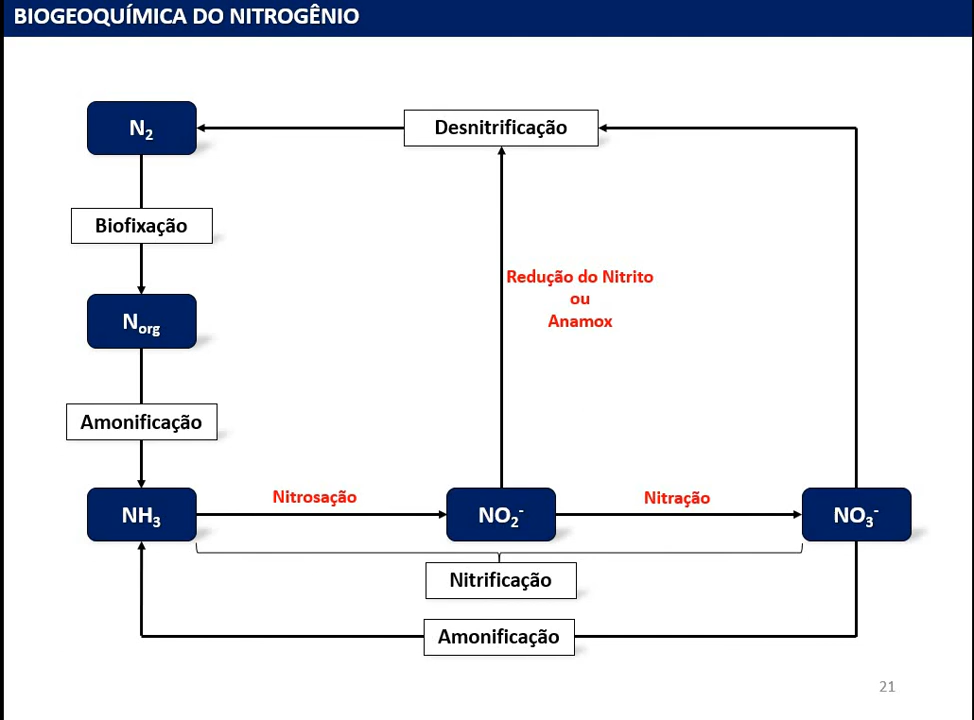 BIOGEOQUÍMICA DO NITROGÊNIO
N₂
Desnitrificação
Biofixação
Redução do Nitrito
ou
Anamox
N_org
Amonificação
Nitrosação
Nitração
NH₃
NO₂⁻
NO₃⁻
Nitrificação
Amonificação
21